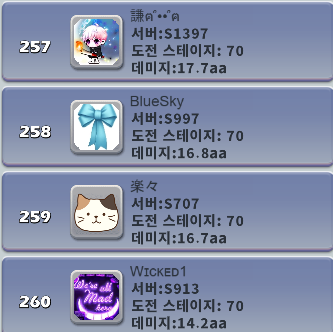 257
謙ฅ՞••՞ฅ
서버:S1397
도전 스테이지: 70
데미지:17.7aa
258
BlueSky
서버:S997
도전 스테이지: 70
데미지:16.8aa
259
楽々
서버:S707
도전 스테이지: 70
데미지:16.7aa
260
Wɪᴄᴋᴇᴅ1
서버:S913
도전 스테이지: 70
데미지:14.2aa
We're all
Mad
here